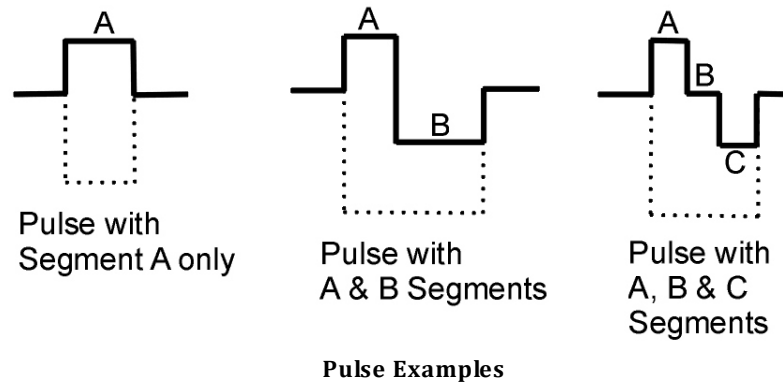 A
Pulse with
Segment A only
A
B
Pulse with
A & B Segments
A
B
C
Pulse with
A, B & C
Segments
Pulse Examples